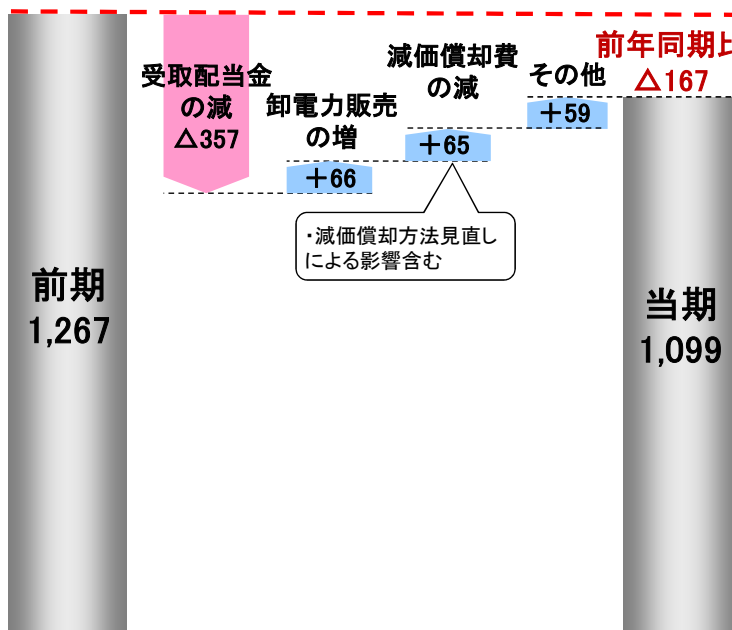 前期
1,267
受取配当金
の減
△357
卸電力販売
の増
＋66
減価償却費
の減
＋65
・減価償却方法見直し
による影響含む
その他
＋59
前年同期比
△167
当期
1,099